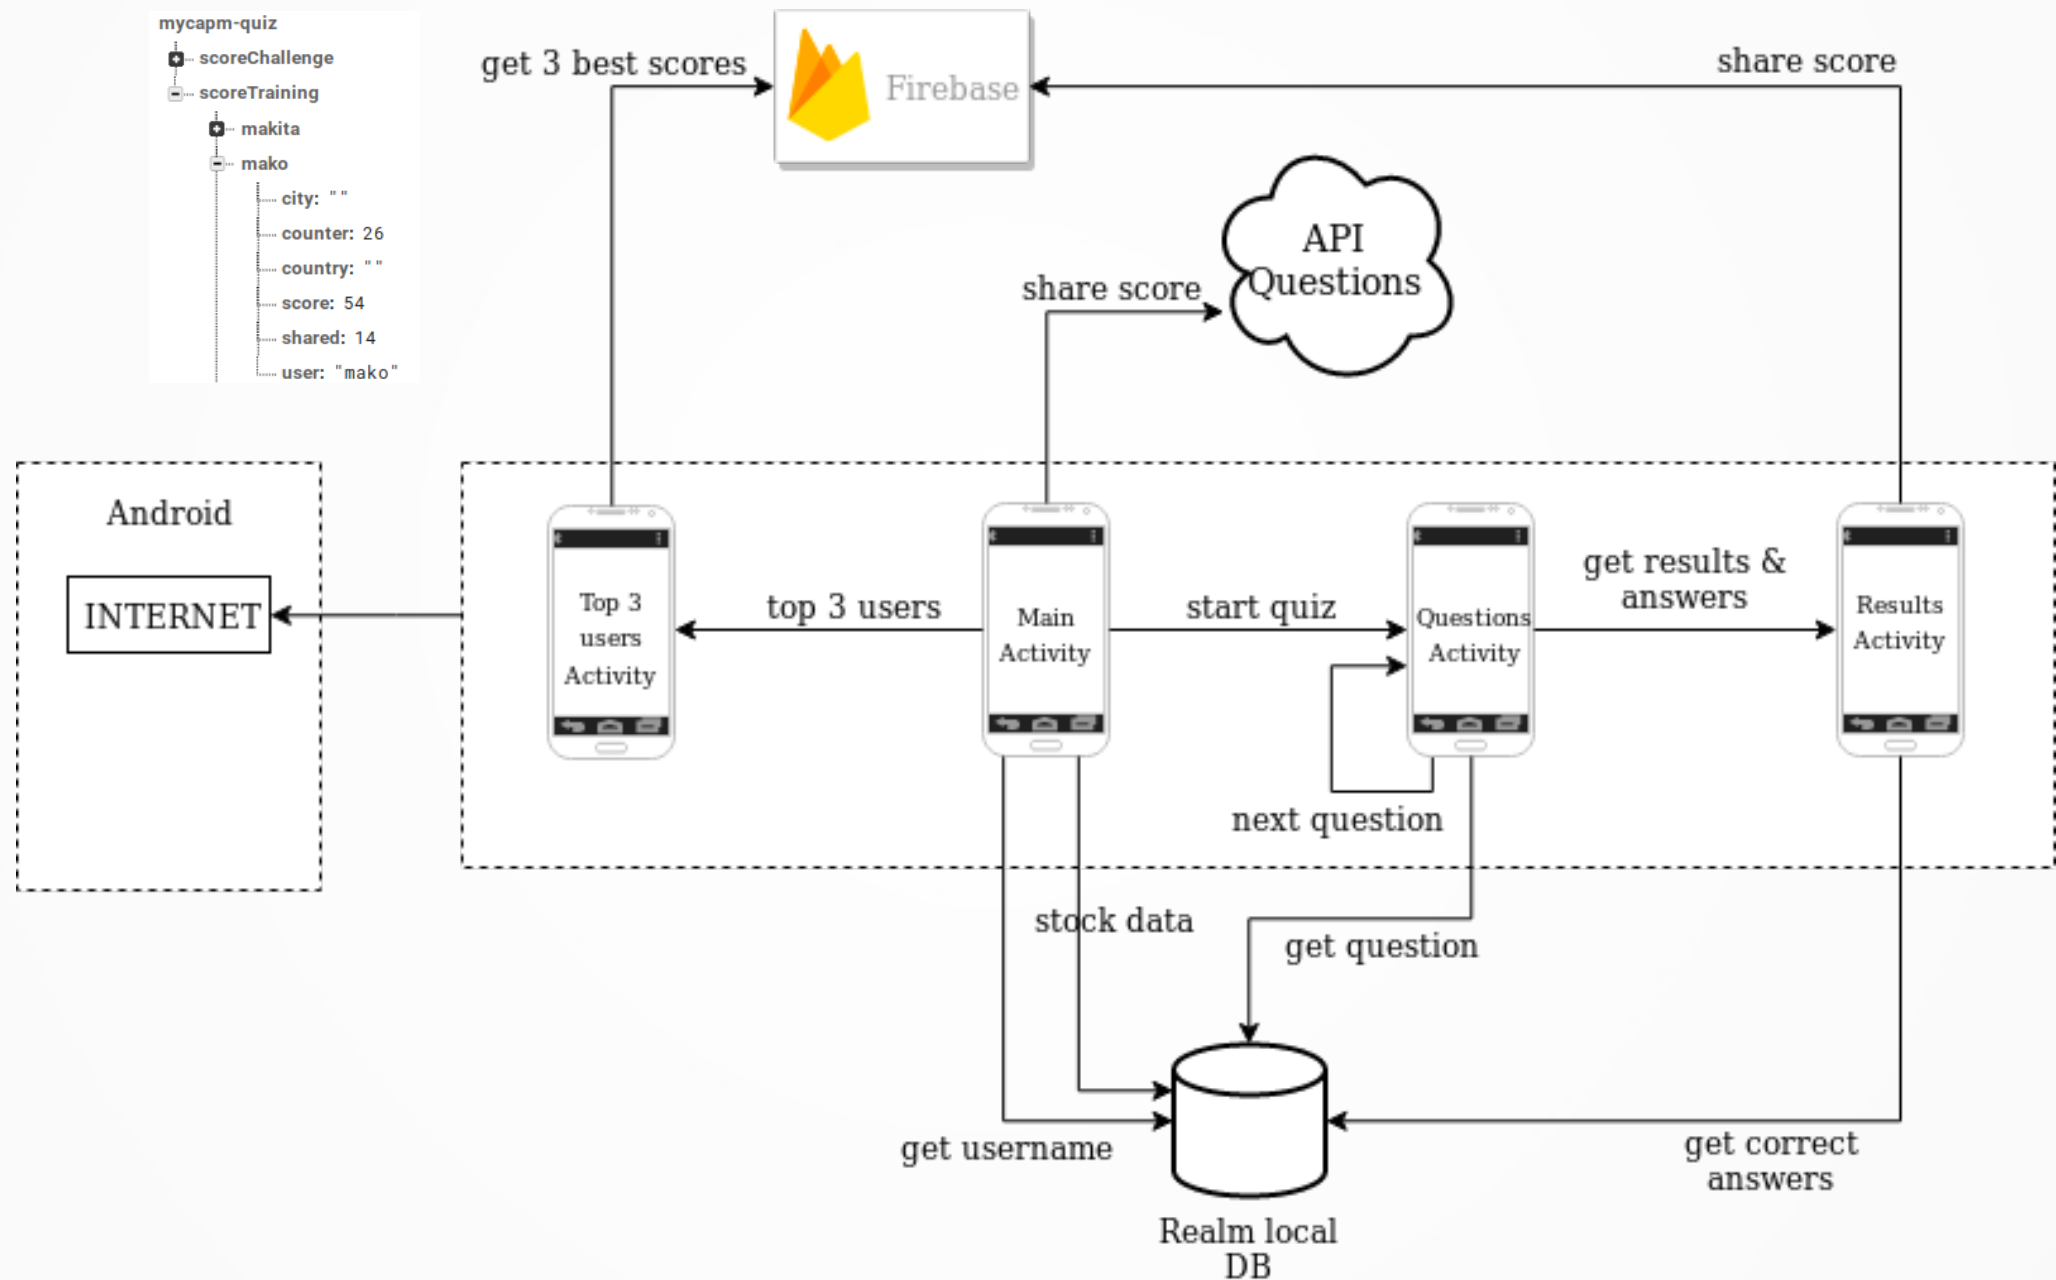 mycapm-quiz
scoreChallenge
scoreTraining
makita
mako
city: ""
counter: 26
country: ""
score: 54
shared: 14
user: "mako"
get 3 best scores
Firebase
share score
API
Questions
share score
Android
INTERNET
Top 3
users
Activity
top 3 users
Main
Activity
start quiz
Questions
Activity
get results &
answers
Results
Activity
next question
stock data
get question
get username
get correct
answers
Realm local
DB